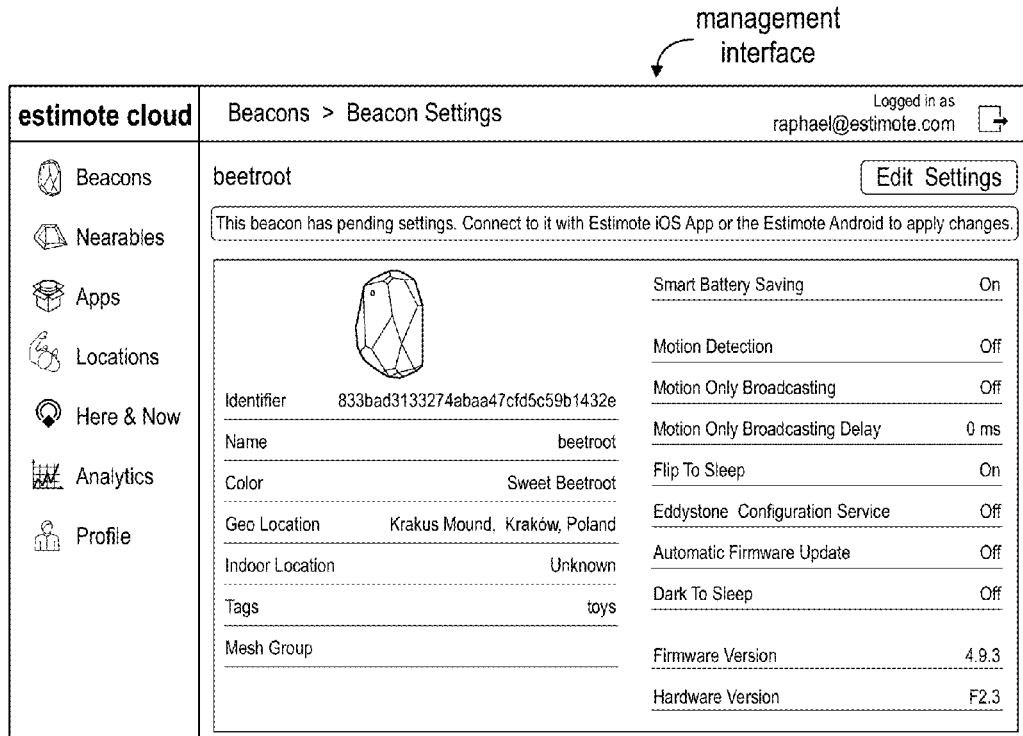 management
interface
estimote cloud
Beacons > Beacon Settings
Logged in as
raphael@estimote.com
Beacons
Nearables
Apps
Locations
Here & Now
Analytics
Profile
beetroot
Edit Settings
This beacon has pending settings. Connect to it with Estimote iOS App or the Estimote Android to apply changes.
Identifier 833bad3133274abaa47cfd5c59b1432e
Name beetroot
Color Sweet Beetroot
Geo Location Krakus Mound, Kraków, Poland
Indoor Location Unknown
Tags toys
Mesh Group
Smart Battery Saving On
Motion Detection Off
Motion Only Broadcasting Off
Motion Only Broadcasting Delay 0 ms
Flip To Sleep On
Eddystone Configuration Service Off
Automatic Firmware Update Off
Dark To Sleep Off
Firmware Version 4.9.3
Hardware Version F2.3